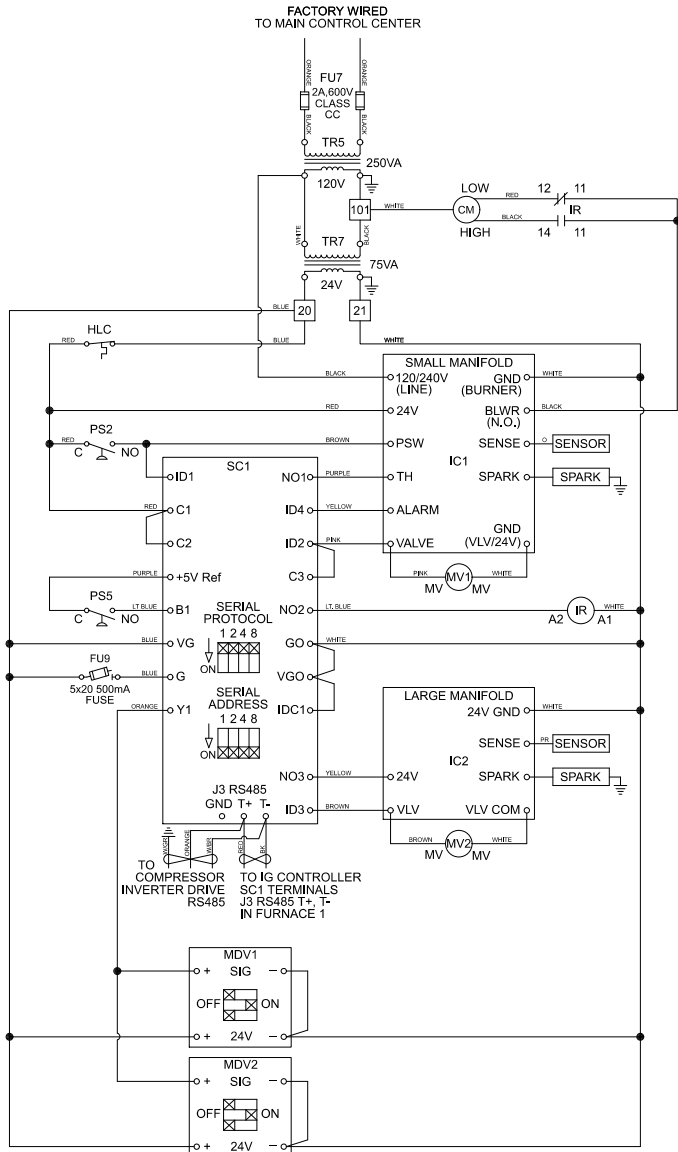 FACTORY WIRED
TO MAIN CONTROL CENTER
ORANGE
ORANGE
FU7
2A,600V
CLASS
CC
BLACK
BLACK
TR5
250VA
120V
101
WHITE
LOW
RED
12
11
CM
IR
HIGH
BLACK
14
11
WHITE
BLACK
TR7
75VA
24V
BLUE
20
21
HLC
RED
BLUE
WHITE
SMALL MANIFOLD
BLACK
120/240V
(LINE)
GND
(BURNER)
WHITE
RED
24V
BLWR
(N.O.)
BLACK
PS2
RED
C
NO
BROWN
PSW
SENSE
O
SENSOR
IC1
SC1
ID1
NO1
PURPLE
TH
SPARK
SPARK
RED
C1
ID4
YELLOW
ALARM
C2
ID2
PINK
VALVE
GND
(VLV/24V)
PURPLE
+5V Ref
C3
PINK
MV
MV1
MV
WHITE
PS5
C
NO
LT BLUE
B1
SERIAL
PROTOCOL
1 2 4 8
ON
NO2
LT. BLUE
A2
IR
A1
WHITE
BLUE
VG
GO
WHITE
FU9
5x20 500mA
FUSE
BLUE
G
VGO
ORANGE
Y1
SERIAL
ADDRESS
1 2 4 8
ON
IDC1
LARGE MANIFOLD
24V GND
WHITE
SENSE
PR
SENSOR
IC2
NO3
YELLOW
24V
SPARK
SPARK
J3 RS485
GND T+ T-
ID3
BROWN
VLV
VLV COM
BROWN
MV
MV2
MV
WHITE
W/GR
ORANGE
W/BR
RED
BK
TO
COMPRESSOR
INVERTER DRIVE
RS485
TO IG CONTROLLER
SC1 TERMINALS
J3 RS485 T+, T-
IN FURNACE 1
MDV1
+ SIG -
OFF
ON
+ 24V -
MDV2
+ SIG -
OFF
ON
+ 24V -